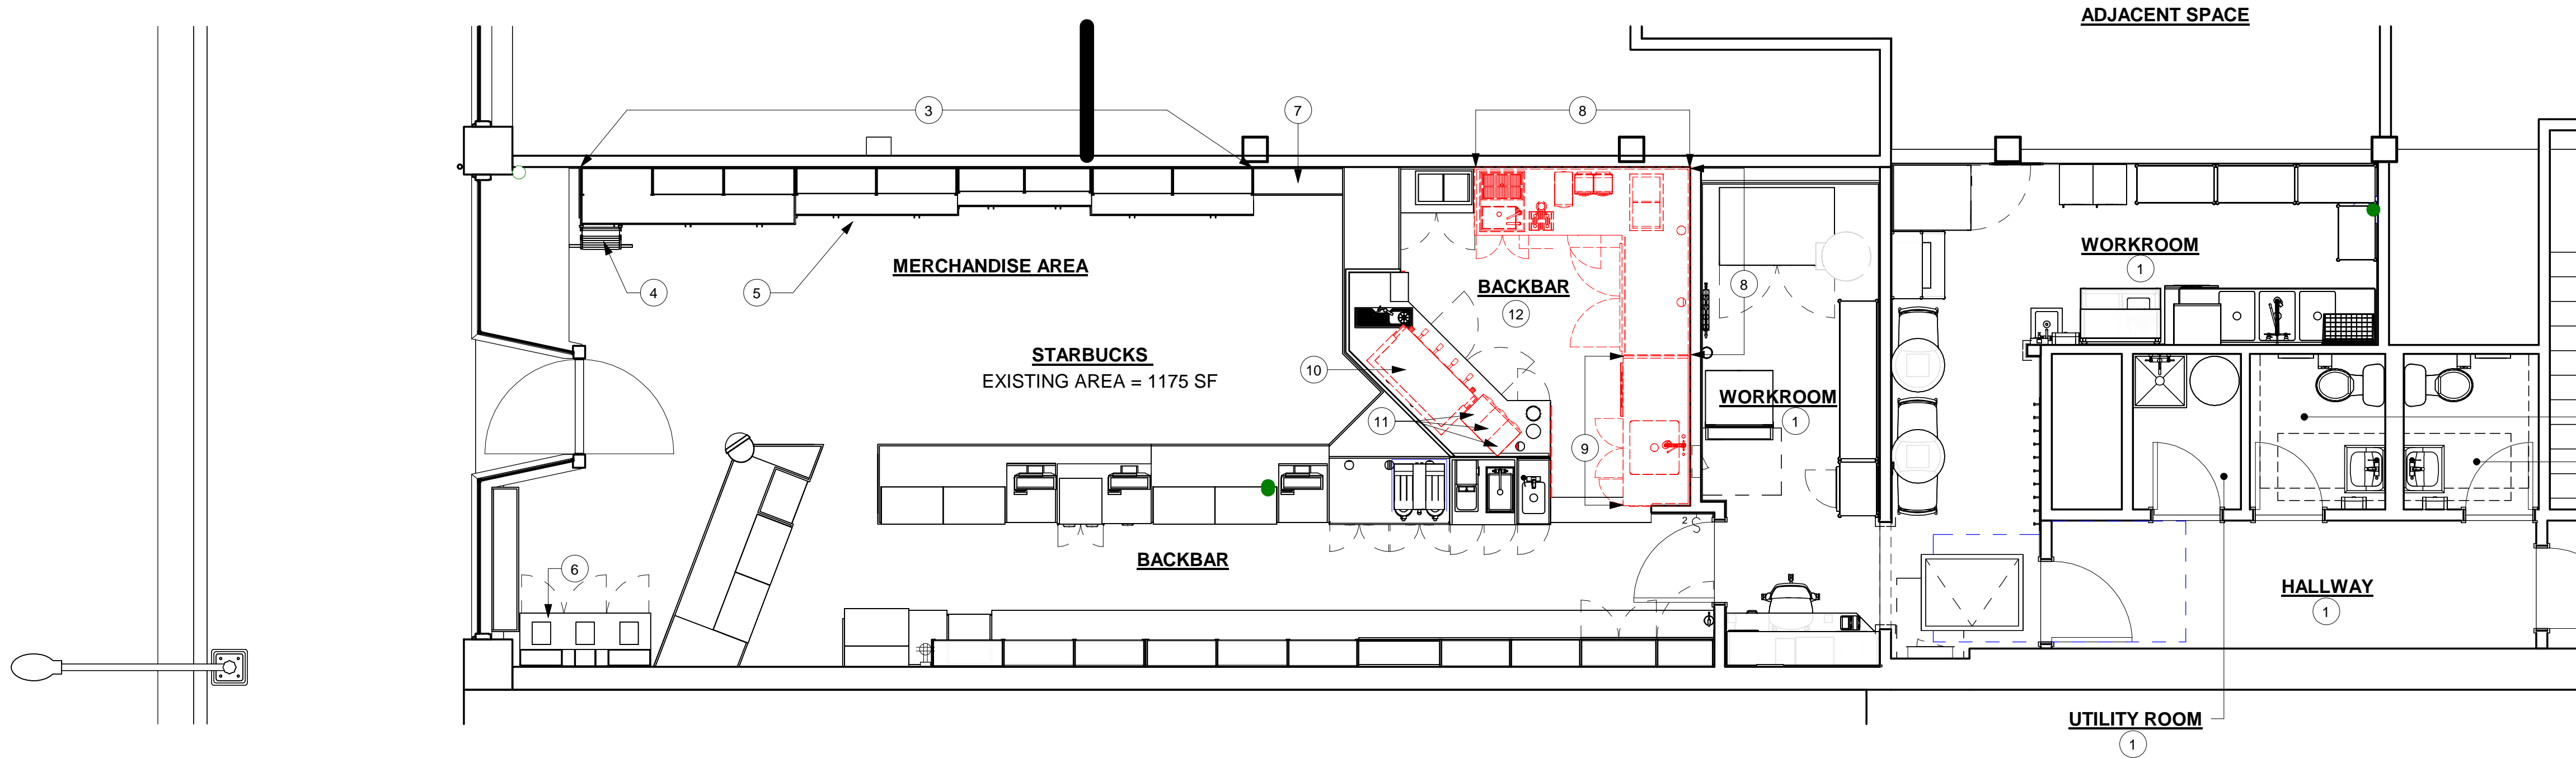 ADJACENT SPACE
3
7
8
WORKROOM
1
MERCHANDISE AREA
4
5
BACKBAR
12
8
STARBUCKS
EXISTING AREA = 1175 SF
10
11
9
WORKROOM
1
2
S
6
BACKBAR
HALLWAY
1
UTILITY ROOM
1